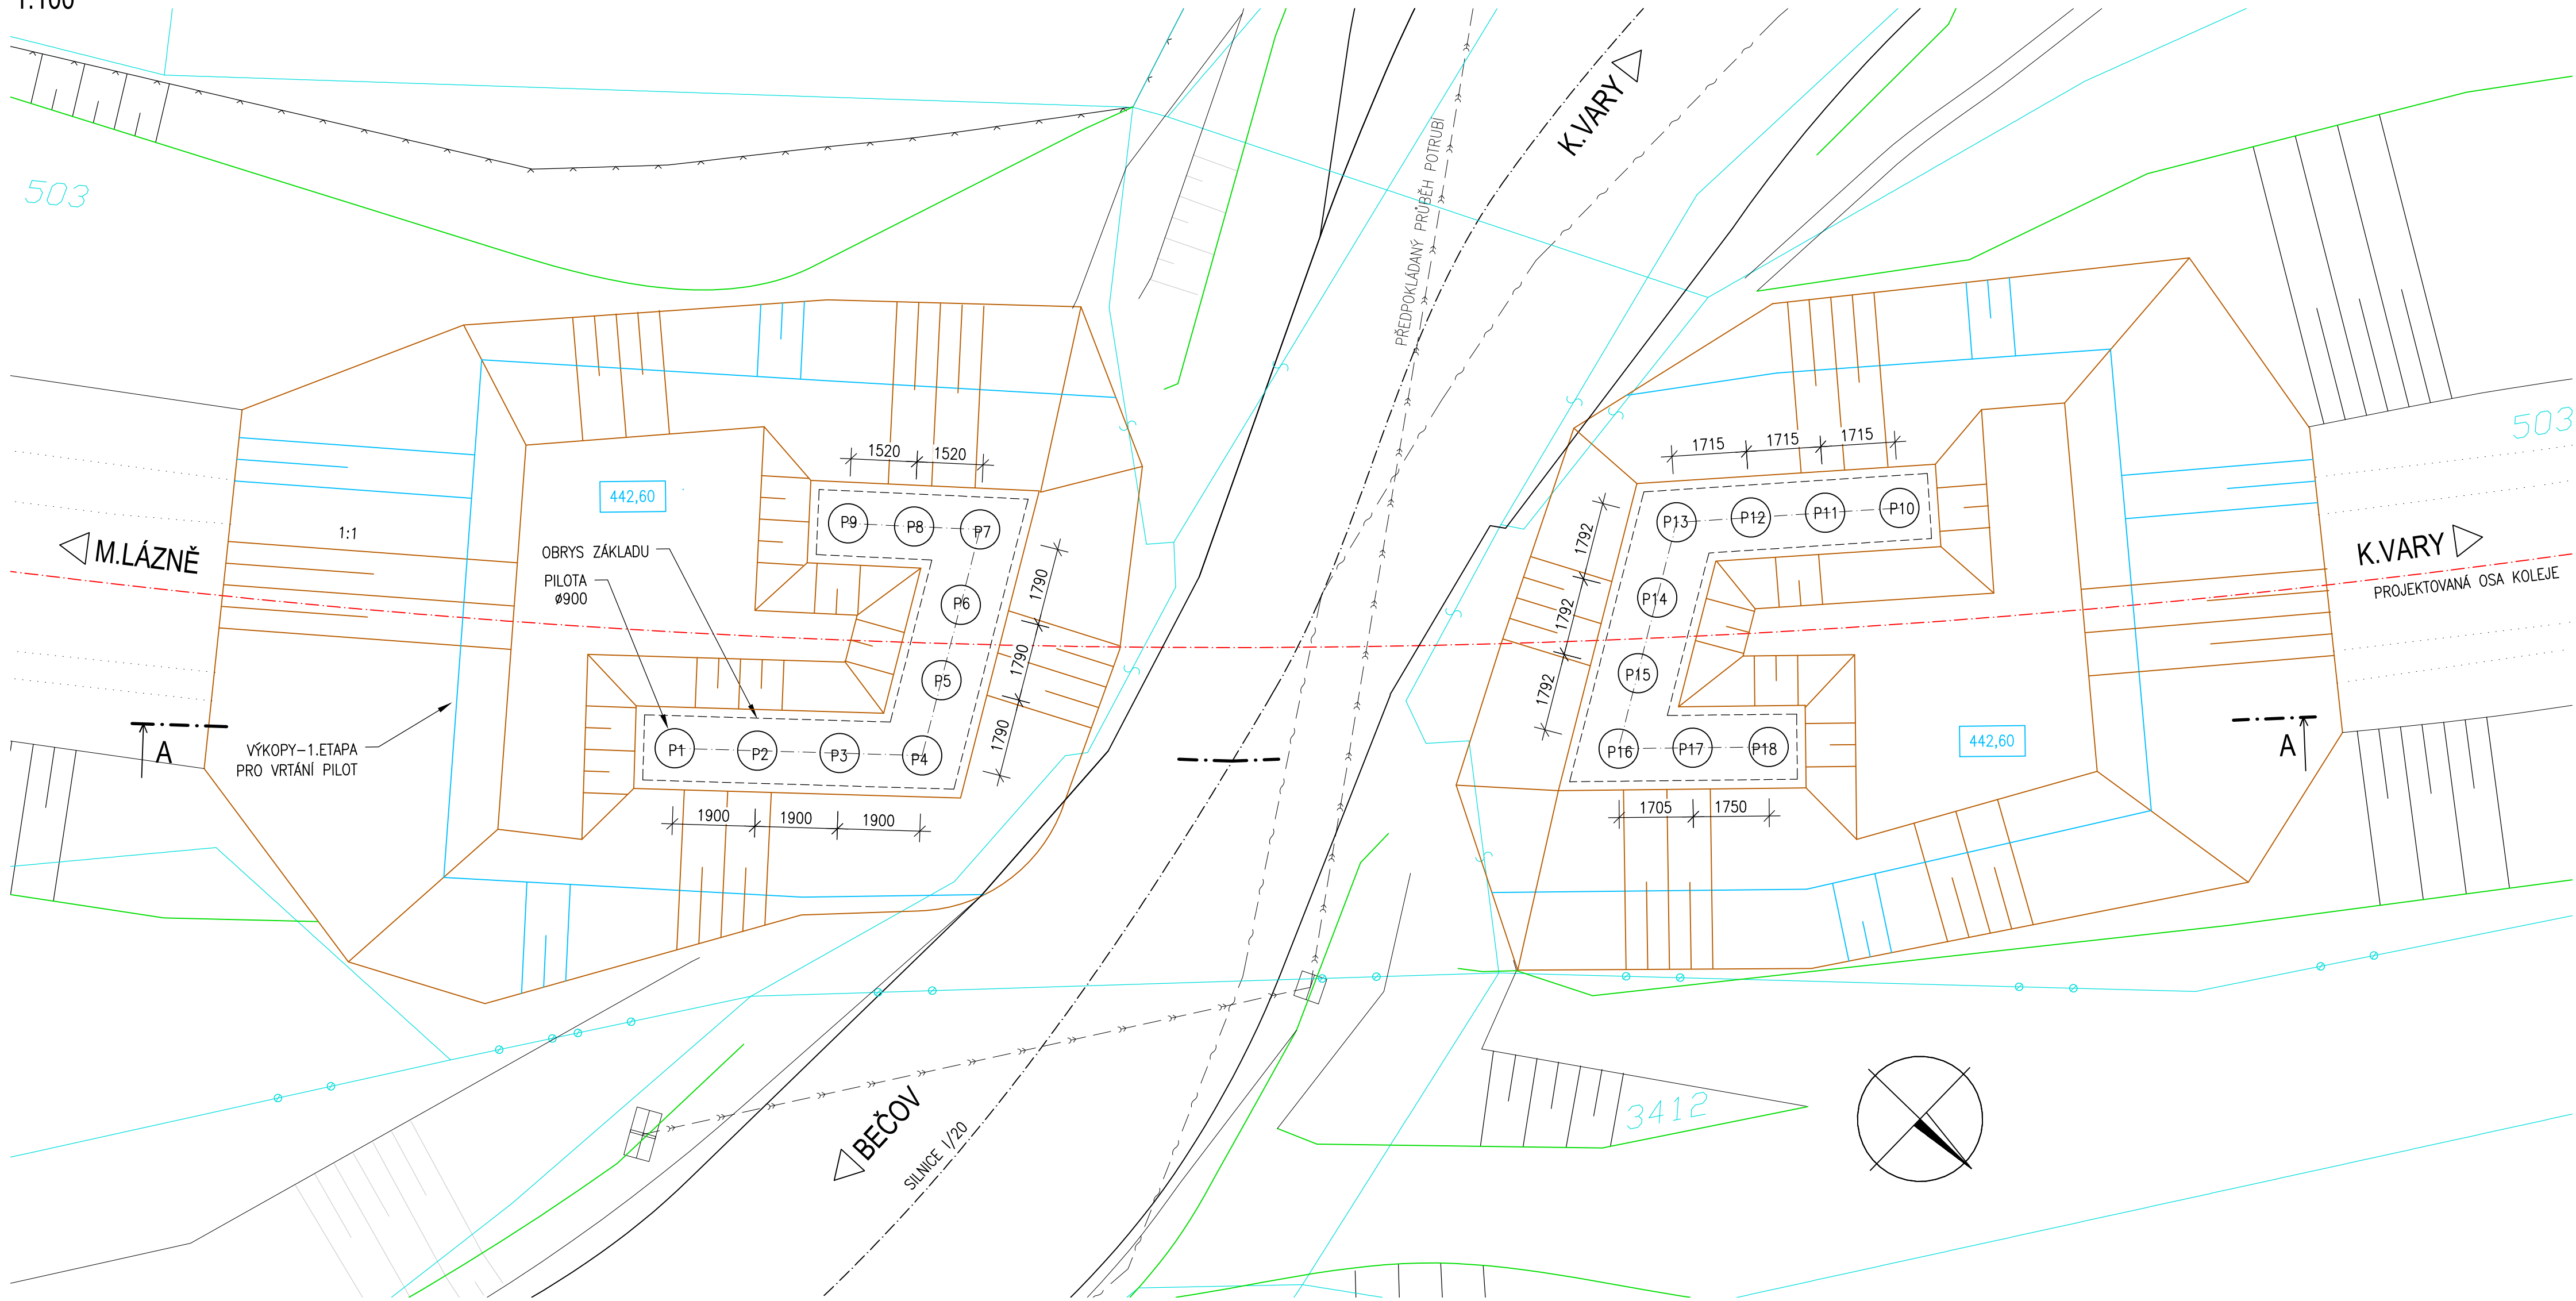 K.VARY
PŘEDPOKLÁDANÝ PRŮBĚH POTRUBÍ
503
503
1520
1520
1715
1715
1715
442,60
P9
P8
P7
P13
P12
P11
P10
1:1
M.LÁZNĚ
OBRYS ZÁKLADU
PILOTA
ø900
1790
1790
1790
1792
1792
1792
P6
P14
K.VARY
PROJEKTOVANÁ OSA KOLEJE
P5
P15
P1
P2
P3
P4
P16
P17
P18
442,60
A
A
VÝKOPY-1.ETAPA
PRO VRTÁNÍ PILOT
1900
1900
1900
1705
1750
BEČOV
SILNICE I/20
3412